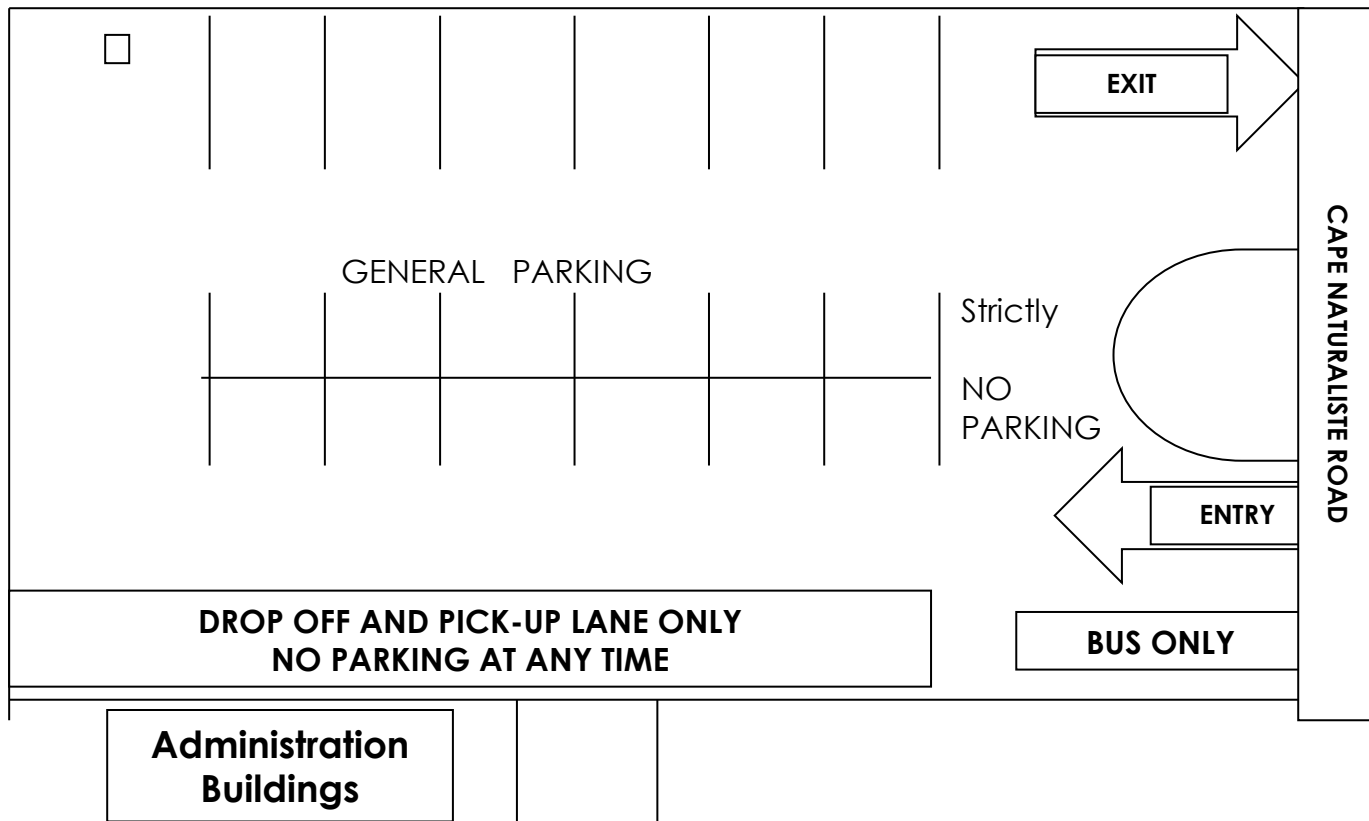 EXIT
CAPE NATURALISTE ROAD
GENERAL PARKING
Strictly
NO
PARKING
ENTRY
DROP OFF AND PICK-UP LANE ONLY
NO PARKING AT ANY TIME
BUS ONLY
Administration
Buildings